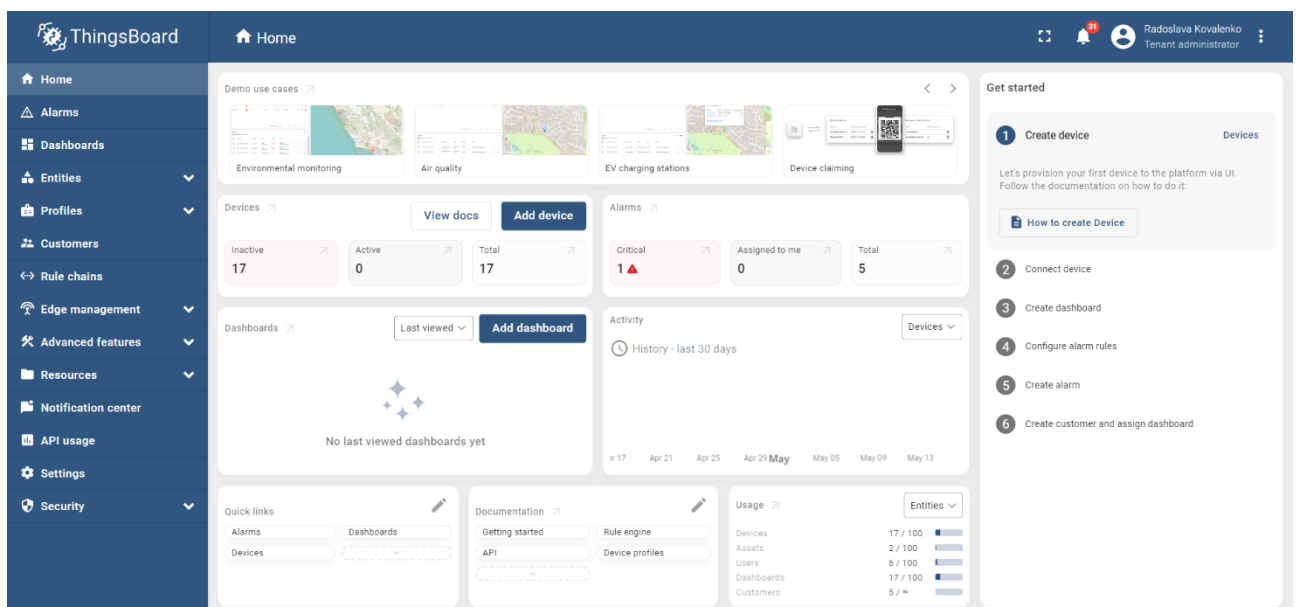 ThingsBoard
Home
31
Radoslava Kovalenko
Tenant administrator
Home
Alarms
Dashboards
Entities
Profiles
Customers
Rule chains
Edge management
Advanced features
Resources
Notification center
API usage
Settings
Security
Demo use cases
Environmental monitoring
Air quality
EV charging stations
Device claiming
Devices
View docs
Add device
Inactive
17
Active
0
Total
17
Alarms
Critical
1
Assigned to me
0
Total
5
Dashboards
Last viewed
Add dashboard
No last viewed dashboards yet
Activity
Devices
History - last 30 days
r 17 Apr 21 Apr 25 Apr 29 May May 05 May 09 May 13
Quick links
Alarms
Dashboards
Devices
Documentation
Getting started
Rule engine
API
Device profiles
Usage
Entities
Devices 17 / 100
Assets 2 / 100
Users 6 / 100
Dashboards 17 / 100
Customers 5 / ∞
Get started
1 Create device Devices
Let's provision your first device to the platform via UI.
Follow the documentation on how to do it:
How to create Device
2 Connect device
3 Create dashboard
4 Configure alarm rules
5 Create alarm
6 Create customer and assign dashboard